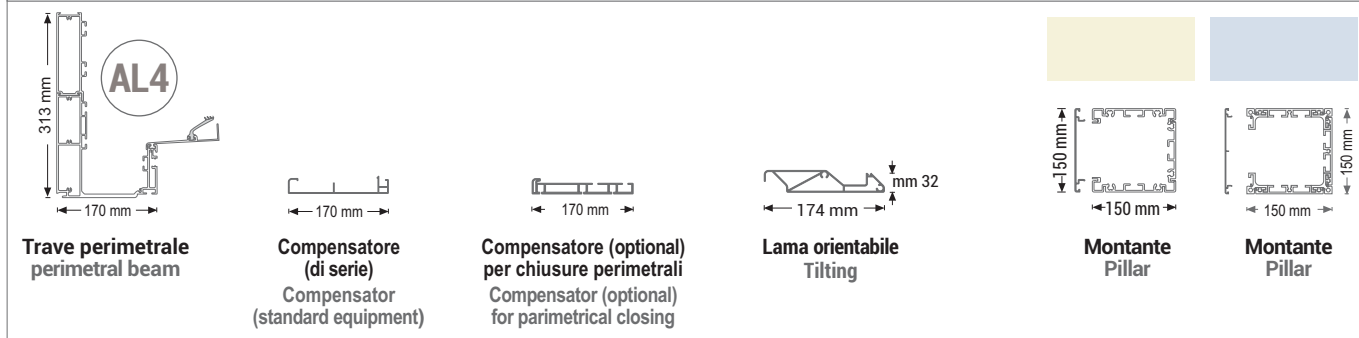 313 mm
AL4
170 mm
Trave perimetrale
perimetral beam
170 mm
Compensatore
(di serie)
Compensator
(standard equipment)
170 mm
Compensatore (optional)
per chiusure perimetrali
Compensator (optional)
for parimetrical closing
mm 32
174 mm
Lama orientabile
Tilting
150 mm
150 mm
Montante
Pillar
150 mm
150 mm
Montante
Pillar